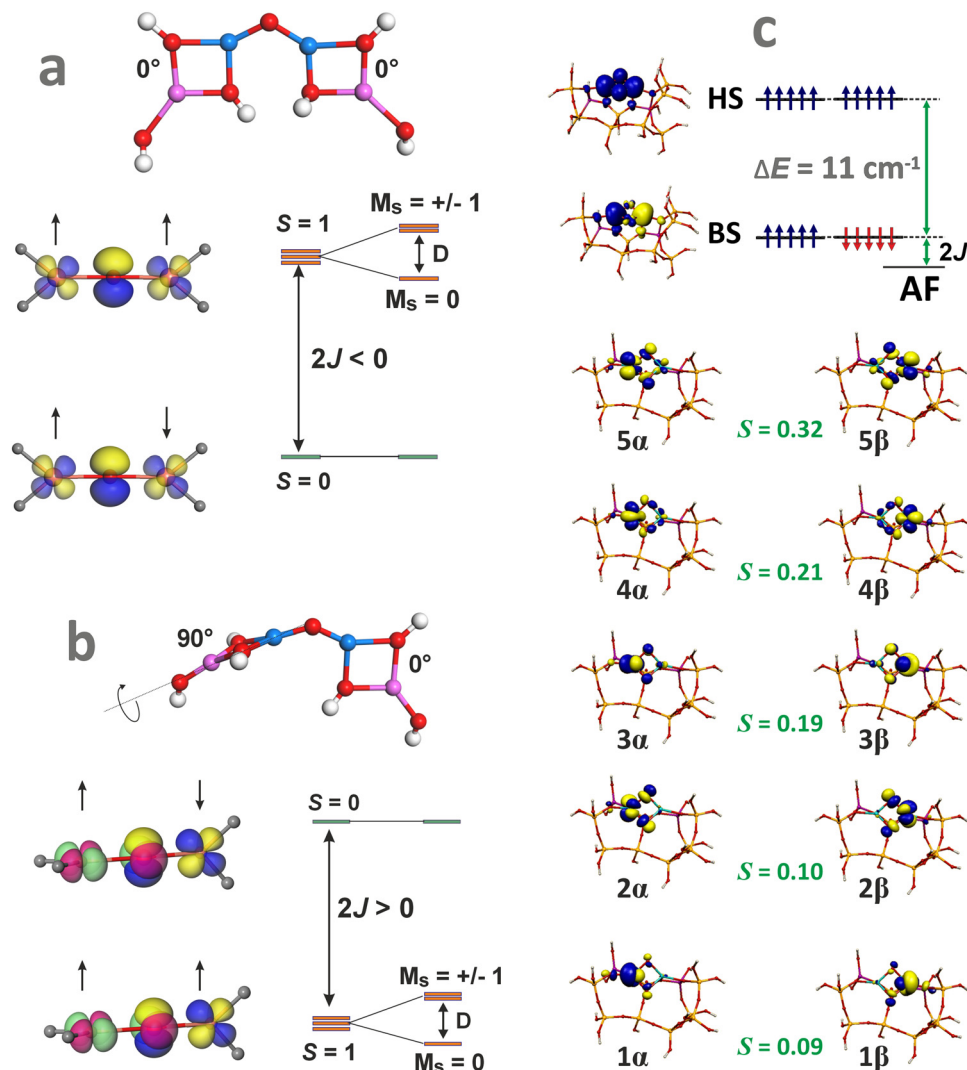 a
0°
0°
S = 1
Ms = +/- 1
D
Ms = 0
2J < 0
S = 0
b
90°
0°
S = 0
2J > 0
Ms = +/- 1
D
S = 1
Ms = 0
c
HS
ΔE = 11 cm-1
BS
2J
AF
5α
S = 0.32
5β
4α
S = 0.21
4β
3α
S = 0.19
3β
2α
S = 0.10
2β
1α
S = 0.09
1β